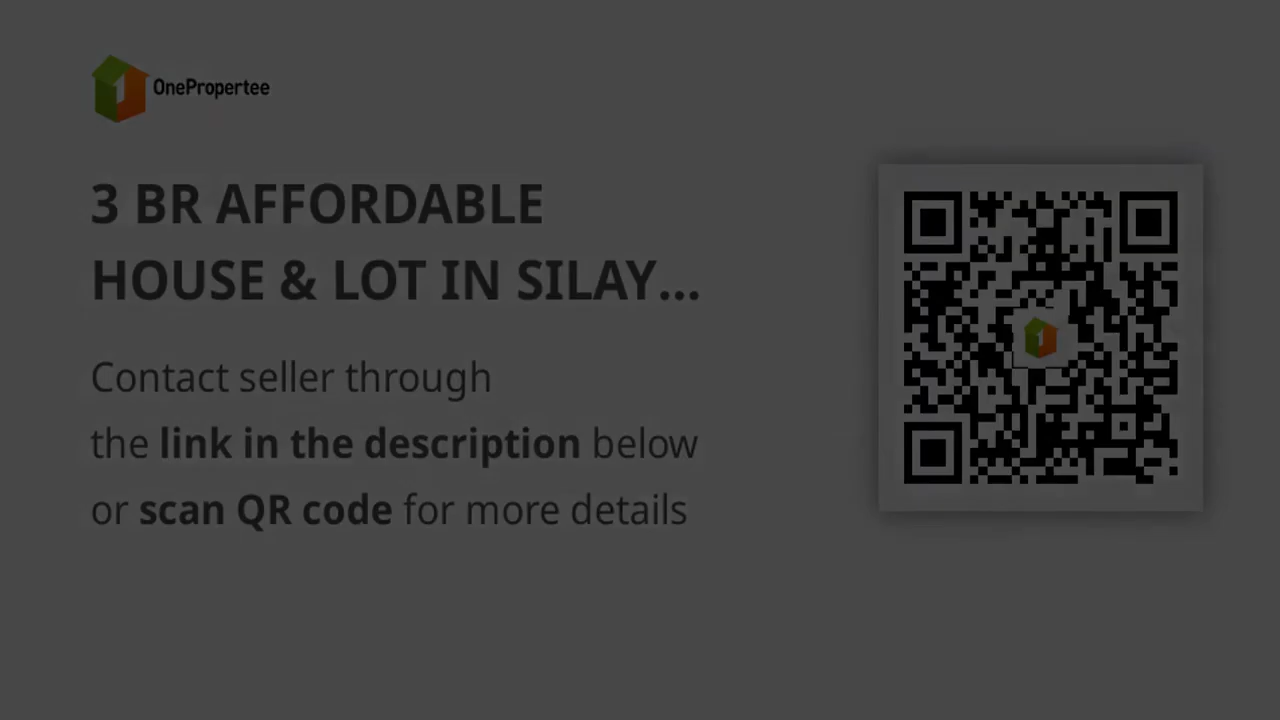 OnePropertee
3 BR AFFORDABLE
HOUSE & LOT IN SILAY...
Contact seller through
the link in the description below
or scan QR code for more details